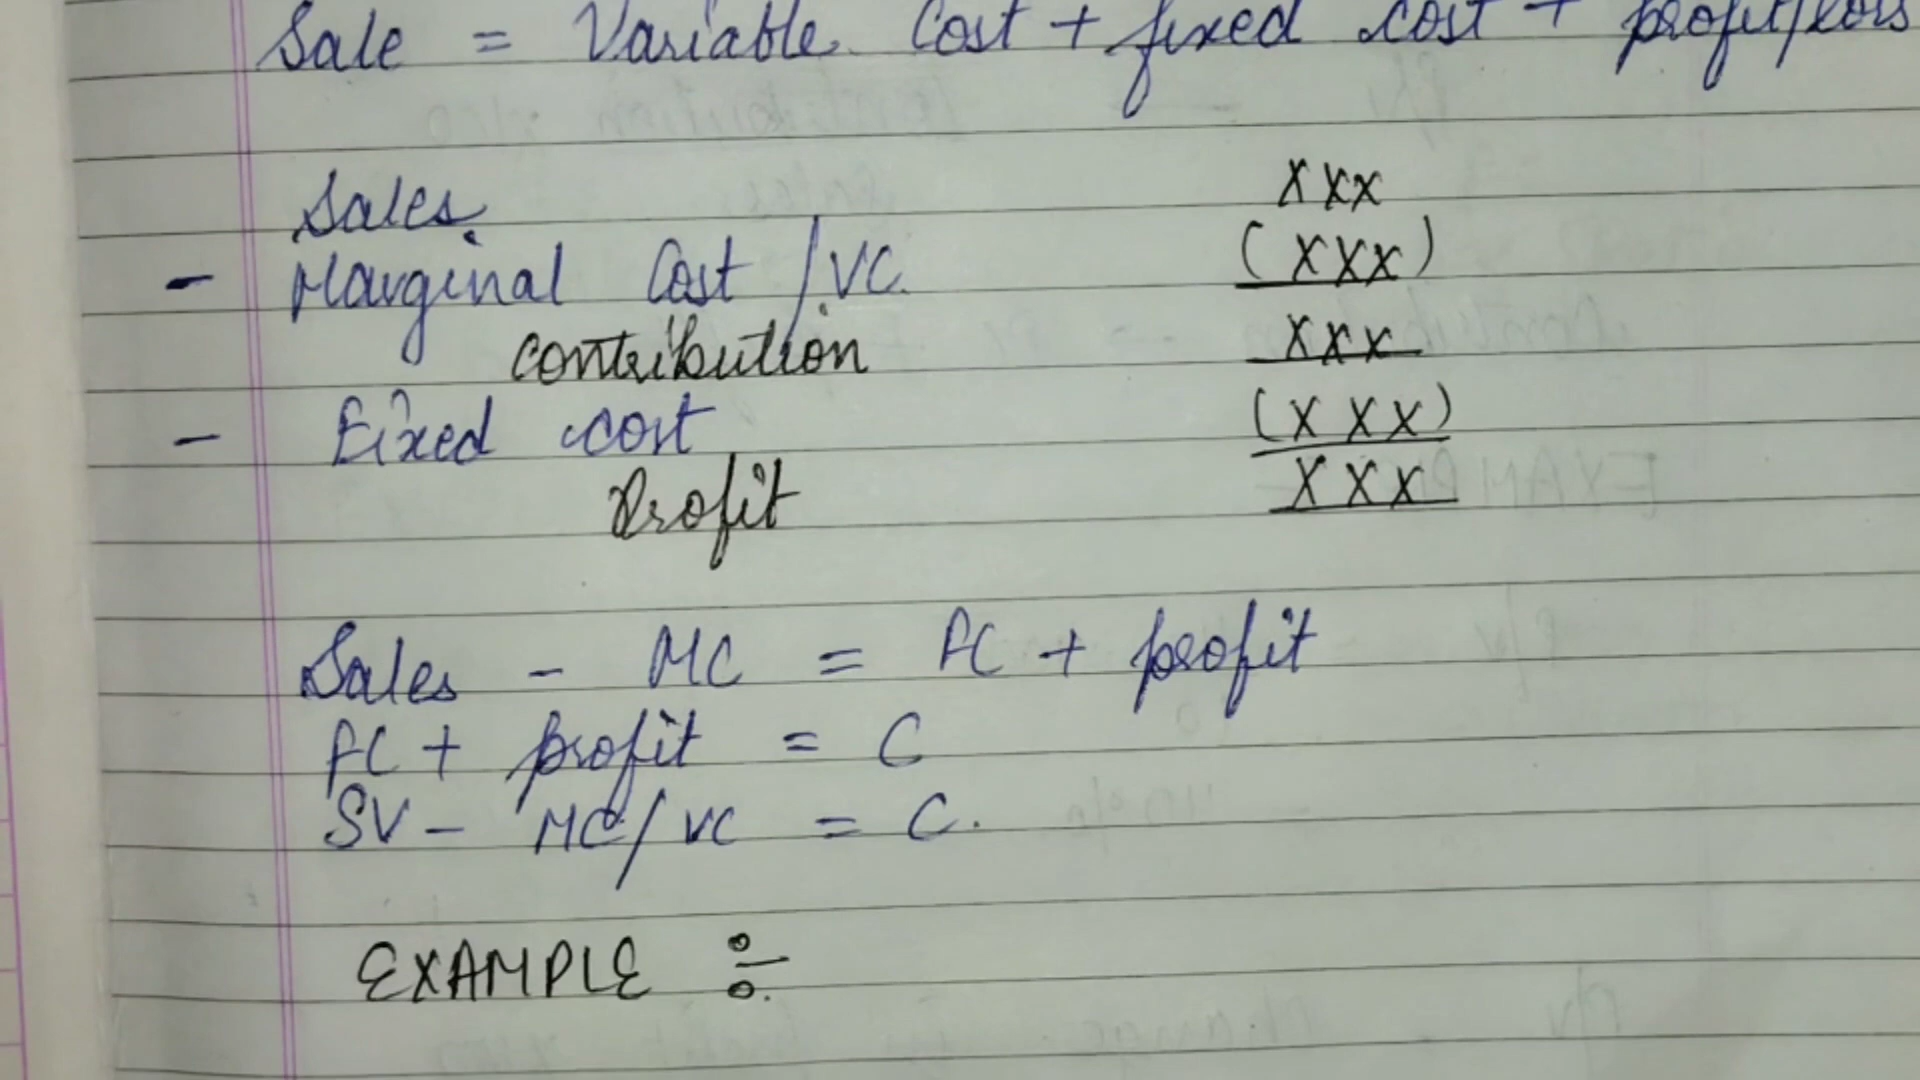 Sale = Variable Cost + fixed cost + profit/loss
Sales xxx
- Marginal Cost / VC. (xxx)
contribution xxx
- Fixed cost (xxx)
Profit xxx
Sales - MC = FC + profit
FC + profit = C
SV - MC/VC = C.
EXAMPLE ÷